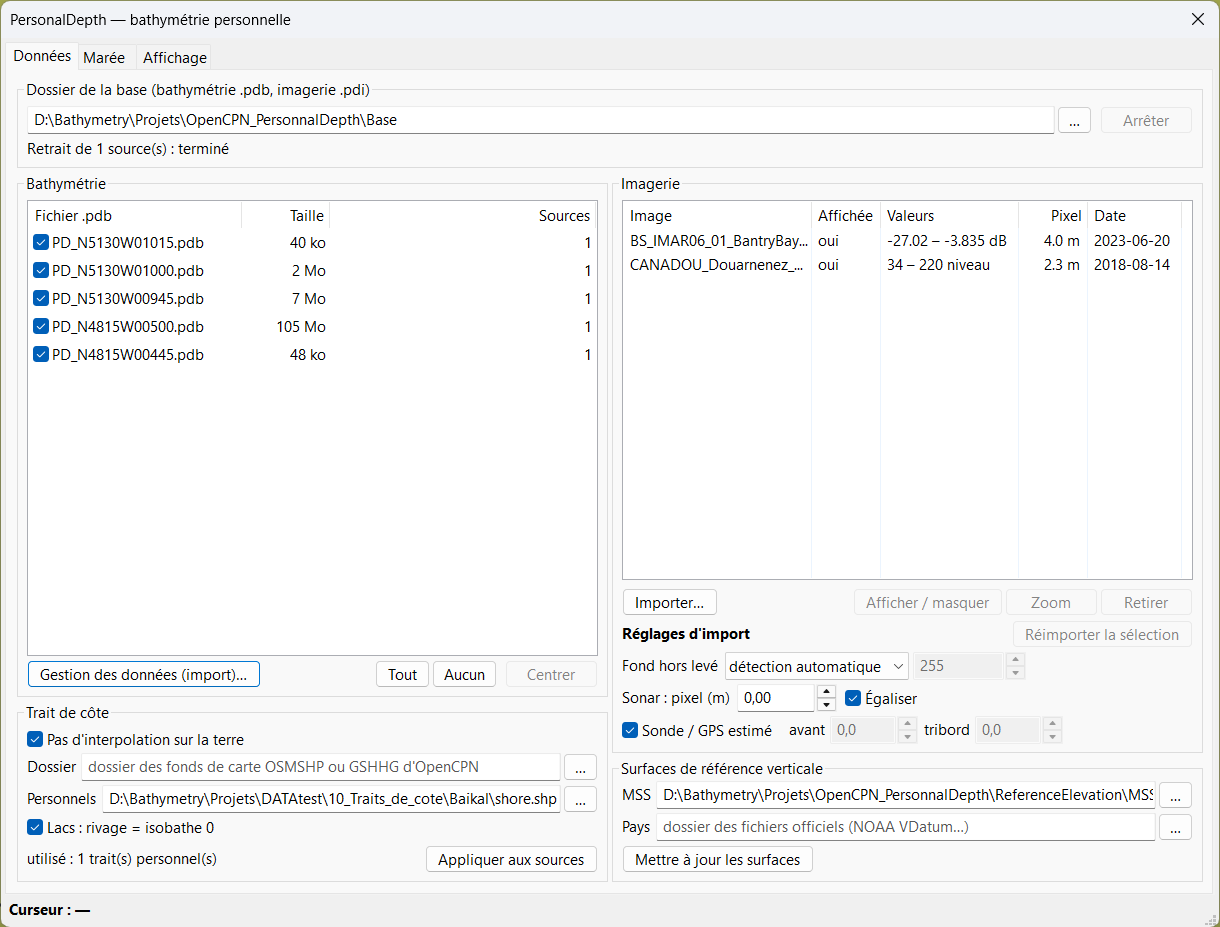 PersonalDepth — bathymétrie personnelle
Données Marée Affichage
Dossier de la base (bathymétrie .pdb, imagerie .pdi)
D:\Bathymetry\Projets\OpenCPN_PersonnalDepth\Base ... Arrêter
Retrait de 1 source(s) : terminé
Bathymétrie
Fichier .pdb Taille Sources
PD_N5130W01015.pdb 40 ko 1
PD_N5130W01000.pdb 2 Mo 1
PD_N5130W00945.pdb 7 Mo 1
PD_N4815W00500.pdb 105 Mo 1
PD_N4815W00445.pdb 48 ko 1
Gestion des données (import)... Tout Aucun Centrer
Trait de côte
Pas d'interpolation sur la terre
Dossier dossier des fonds de carte OSMSHP ou GSHHG d'OpenCPN ...
Personnels D:\Bathymetry\Projets\DATAtest\10_Traits_de_cote\Baikal\shore.shp ...
Lacs : rivage = isobathe 0
utilisé : 1 trait(s) personnel(s) Appliquer aux sources
Imagerie
Image Affichée Valeurs Pixel Date
BS_IMAR06_01_BantryBay... oui -27.02 – -3.835 dB 4.0 m 2023-06-20
CANADOU_Douarnenez_... oui 34 – 220 niveau 2.3 m 2018-08-14
Importer... Afficher / masquer Zoom Retirer
Réglages d'import Réimporter la sélection
Fond hors levé détection automatique 255
Sonar : pixel (m) 0,00 Égaliser
Sonde / GPS estimé avant 0,0 tribord 0,0
Surfaces de référence verticale
MSS D:\Bathymetry\Projets\OpenCPN_PersonnalDepth\ReferenceElevation\MSS ...
Pays dossier des fichiers officiels (NOAA VDatum...) ...
Mettre à jour les surfaces
Curseur : —